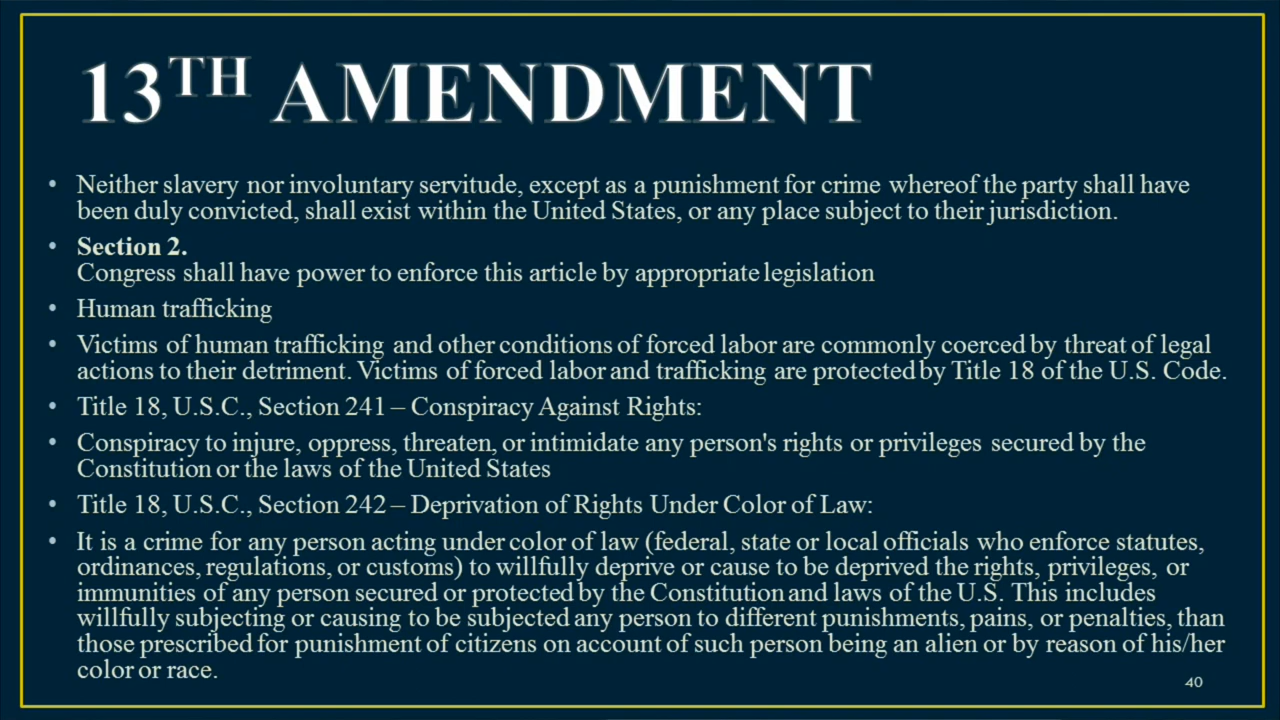 13TH AMENDMENT
• Neither slavery nor involuntary servitude, except as a punishment for crime whereof the party shall have
been duly convicted, shall exist within the United States, or any place subject to their jurisdiction.
• Section 2.
Congress shall have power to enforce this article by appropriate legislation
• Human trafficking
• Victims of human trafficking and other conditions of forced labor are commonly coerced by threat of legal
actions to their detriment. Victims of forced labor and trafficking are protected by Title 18 of the U.S. Code.
• Title 18, U.S.C., Section 241 – Conspiracy Against Rights:
• Conspiracy to injure, oppress, threaten, or intimidate any person's rights or privileges secured by the
Constitution or the laws of the United States
• Title 18, U.S.C., Section 242 – Deprivation of Rights Under Color of Law:
• It is a crime for any person acting under color of law (federal, state or local officials who enforce statutes,
ordinances, regulations, or customs) to willfully deprive or cause to be deprived the rights, privileges, or
immunities of any person secured or protected by the Constitution and laws of the U.S. This includes
willfully subjecting or causing to be subjected any person to different punishments, pains, or penalties, than
those prescribed for punishment of citizens on account of such person being an alien or by reason of his/her
color or race.
40